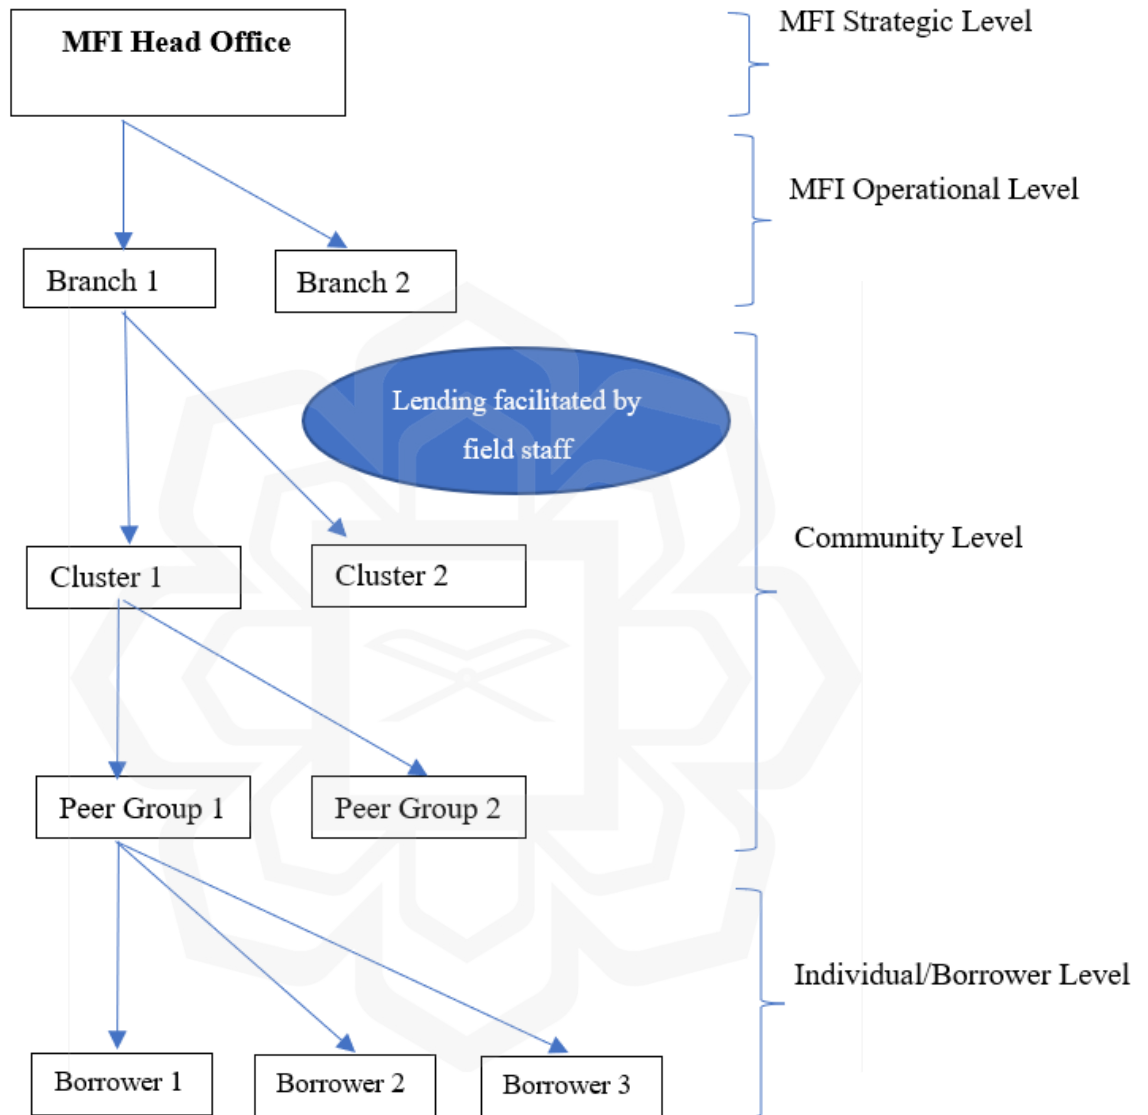 MFI Head Office
MFI Strategic Level
MFI Operational Level
Branch 1
Branch 2
Lending facilitated by
field staff
Community Level
Cluster 1
Cluster 2
Peer Group 1
Peer Group 2
Individual/Borrower Level
Borrower 1
Borrower 2
Borrower 3